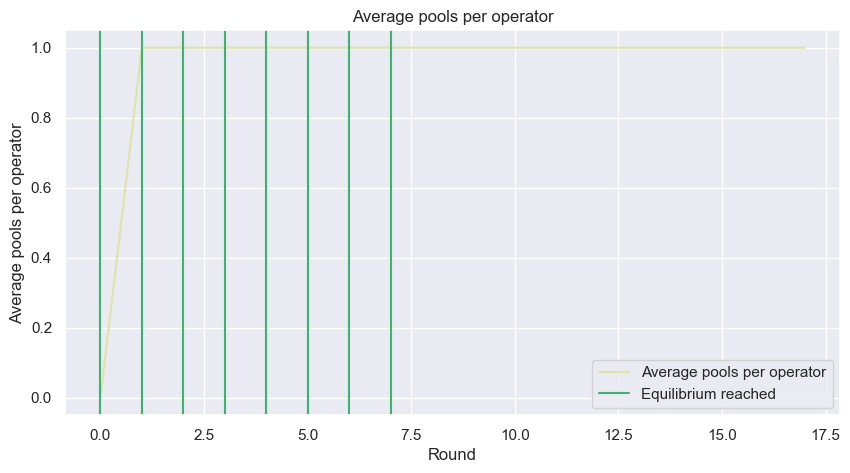 Average pools per operator
Average pools per operator
1.0
0.8
0.6
0.4
0.2
0.0
Average pools per operator
Equilibrium reached
0.0 2.5 5.0 7.5 10.0 12.5 15.0 17.5
Round